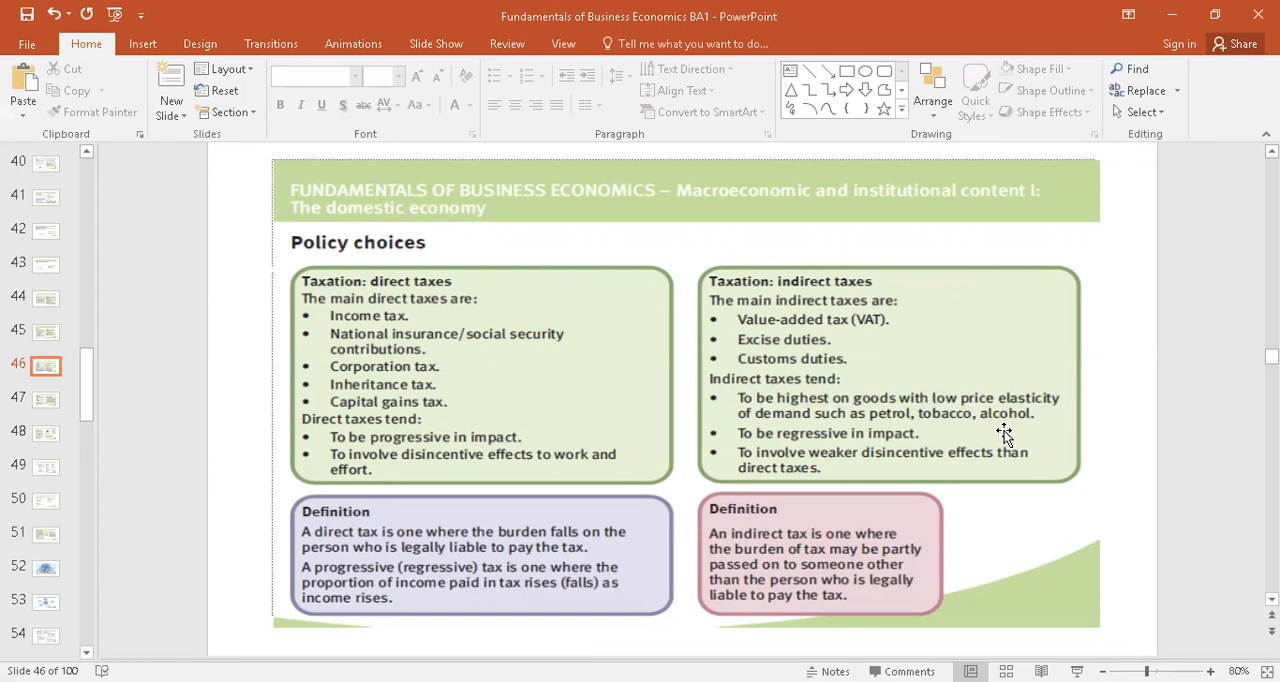 Fundamentals of Business Economics BA1 - PowerPoint
File Home Insert Design Transitions Animations Slide Show Review View Tell me what you want to do... Sign in Share
Paste
Cut
Copy
Format Painter
Clipboard
New
Slide
Layout
Reset
Section
Slides
B I U S abc AV Aa A
Font
Text Direction
Align Text
Convert to SmartArt
Paragraph
Arrange
Quick
Styles
Shape Fill
Shape Outline
Shape Effects
Drawing
Find
Replace
Select
Editing
40
41
42
43
44
45
46
47
48
49
50
51
52
53
54
FUNDAMENTALS OF BUSINESS ECONOMICS – Macroeconomic and institutional content I:
The domestic economy
Policy choices
Taxation: direct taxes
The main direct taxes are:
• Income tax.
• National insurance/social security
contributions.
• Corporation tax.
• Inheritance tax.
• Capital gains tax.
Direct taxes tend:
• To be progressive in impact.
• To involve disincentive effects to work and
effort.
Taxation: indirect taxes
The main indirect taxes are:
• Value-added tax (VAT).
• Excise duties.
• Customs duties.
Indirect taxes tend:
• To be highest on goods with low price elasticity
of demand such as petrol, tobacco, alcohol.
• To be regressive in impact.
• To involve weaker disincentive effects than
direct taxes.
Definition
A direct tax is one where the burden falls on the
person who is legally liable to pay the tax.
A progressive (regressive) tax is one where the
proportion of income paid in tax rises (falls) as
income rises.
Definition
An indirect tax is one where
the burden of tax may be partly
passed on to someone other
than the person who is legally
liable to pay the tax.
Slide 46 of 100 Notes Comments 80%